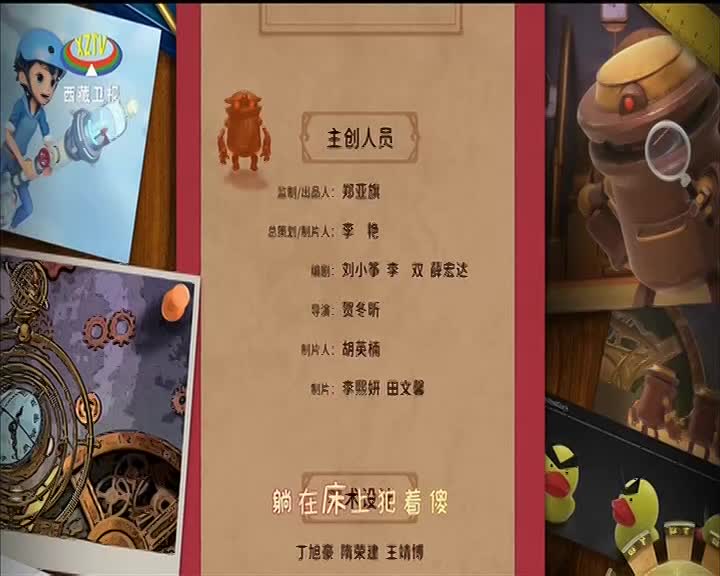 XZTV
西藏卫视
主创人员
监制/出品人：郑亚旗
总策划/制片人：李 艳
编剧：刘小筝 李 双 薛宏达
导演：贺冬昕
制片人：胡英楠
制片：李熙妍 田文馨
躺在床上犯着傻
丁旭豪 隋荣建 王靖博